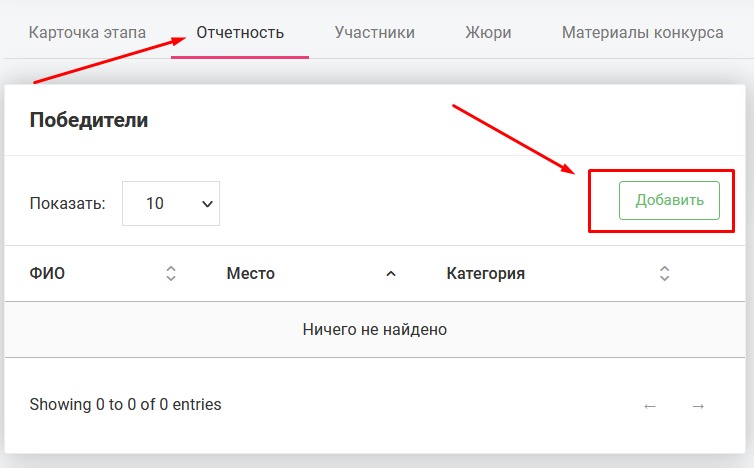 Карточка этапа Отчетность Участники Жюри Материалы конкурса
Победители
Показать: 10 Добавить
ФИО Место Категория
Ничего не найдено
Showing 0 to 0 of 0 entries ← →